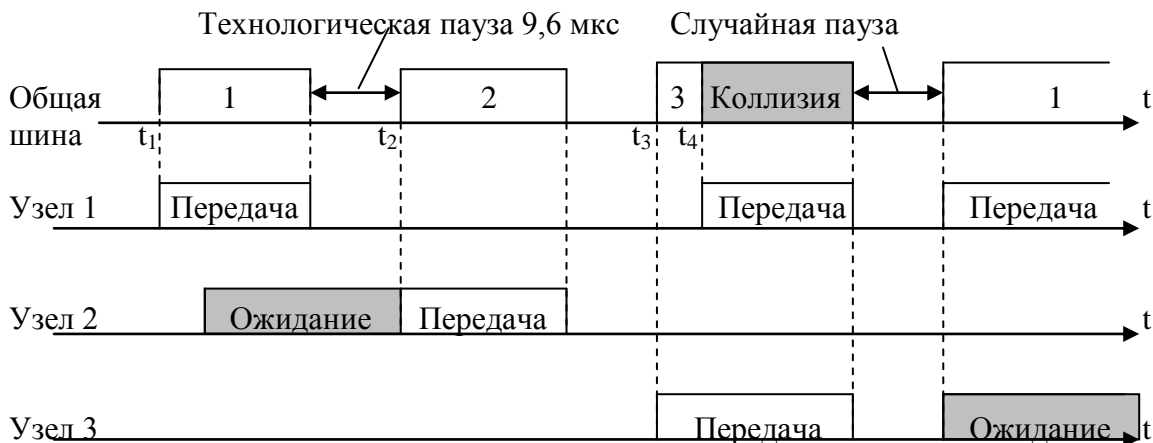 Технологическая пауза 9,6 мкс Случайная пауза
Общая шина
1
2
3
Коллизия
1
t
t₁
t₂
t₃
t₄
Узел 1
Передача
Передача
Передача
t
Узел 2
Ожидание
Передача
t
Узел 3
Передача
Ожидание
t